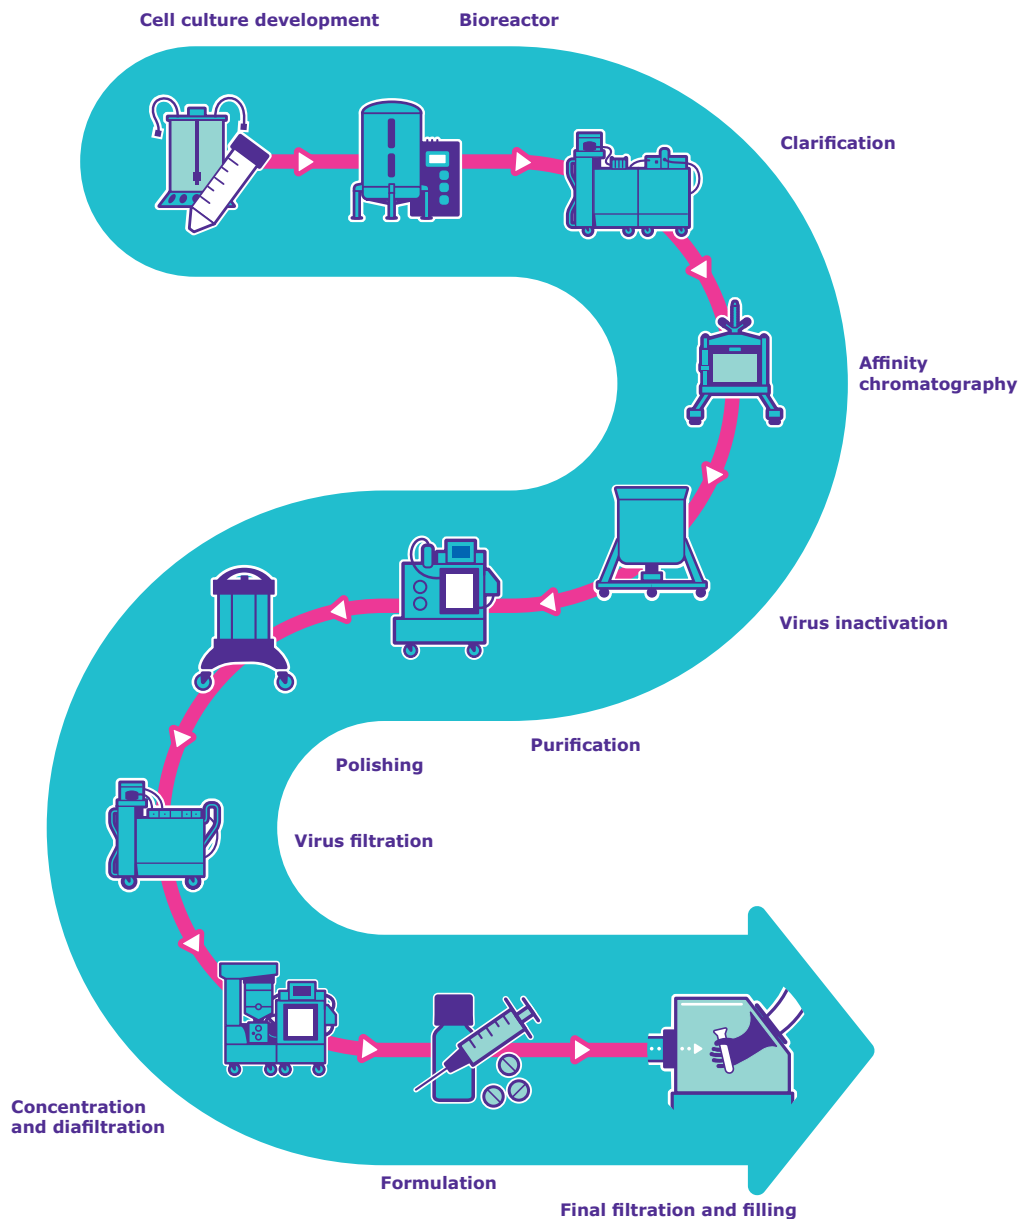 Cell culture development
Bioreactor
Clarification
Affinity
chromatography
Virus inactivation
Purification
Polishing
Virus filtration
Concentration
and diafiltration
Formulation
Final filtration and filling